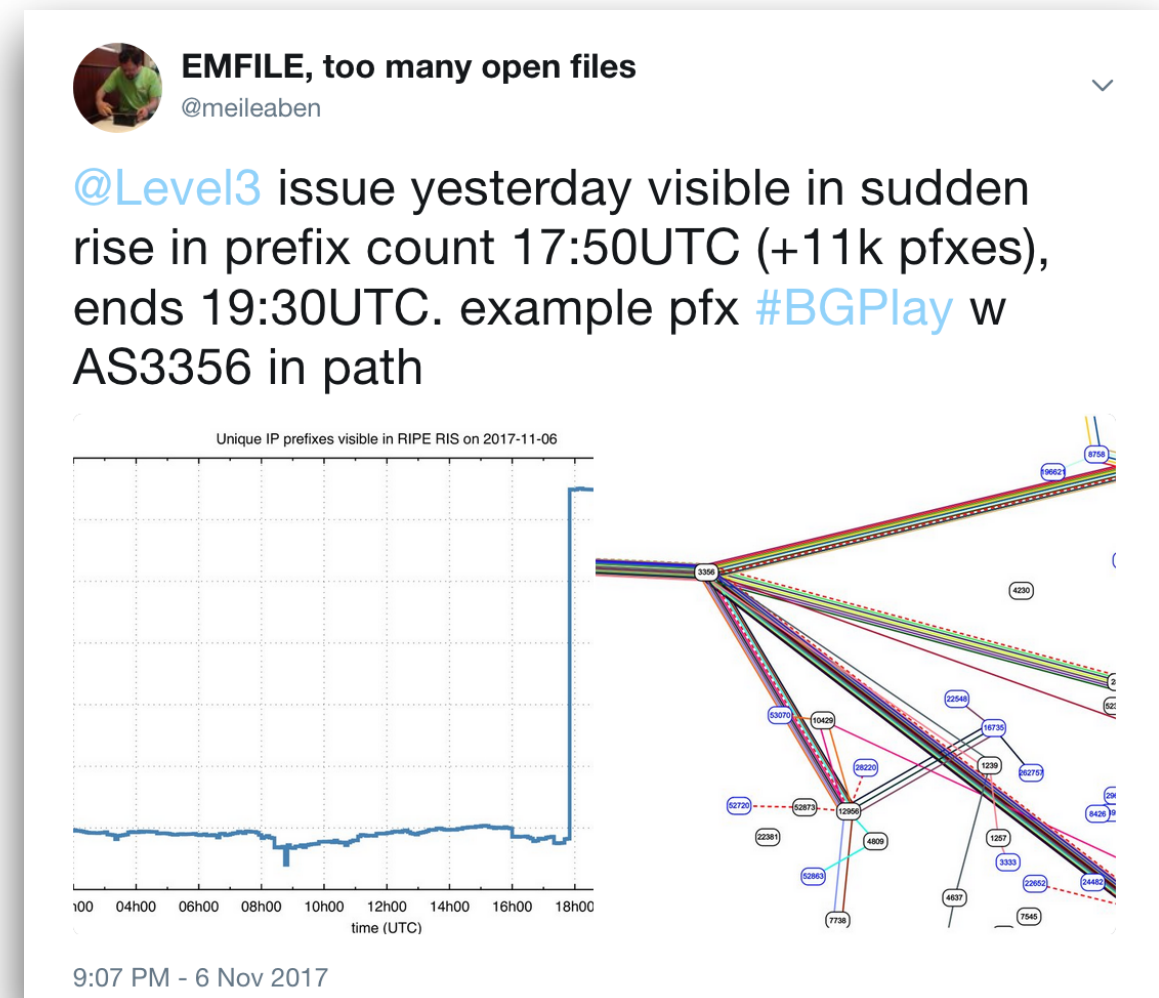 EMFILE, too many open files
@meileaben
@Level3 issue yesterday visible in sudden
rise in prefix count 17:50UTC (+11k pfxes),
ends 19:30UTC. example pfx #BGPlay w
AS3356 in path
Unique IP prefixes visible in RIPE RIS on 2017-11-06
04h00 06h00 08h00 10h00 12h00 14h00 16h00 18h00
time (UTC)
8758
196621
3356
4230
22548
53070
10429
16735
1239
28220
262757
52720
52873
12956
8426
22381
4809
1257
3333
52863
22652
24482
4637
7738
7545
9:07 PM - 6 Nov 2017